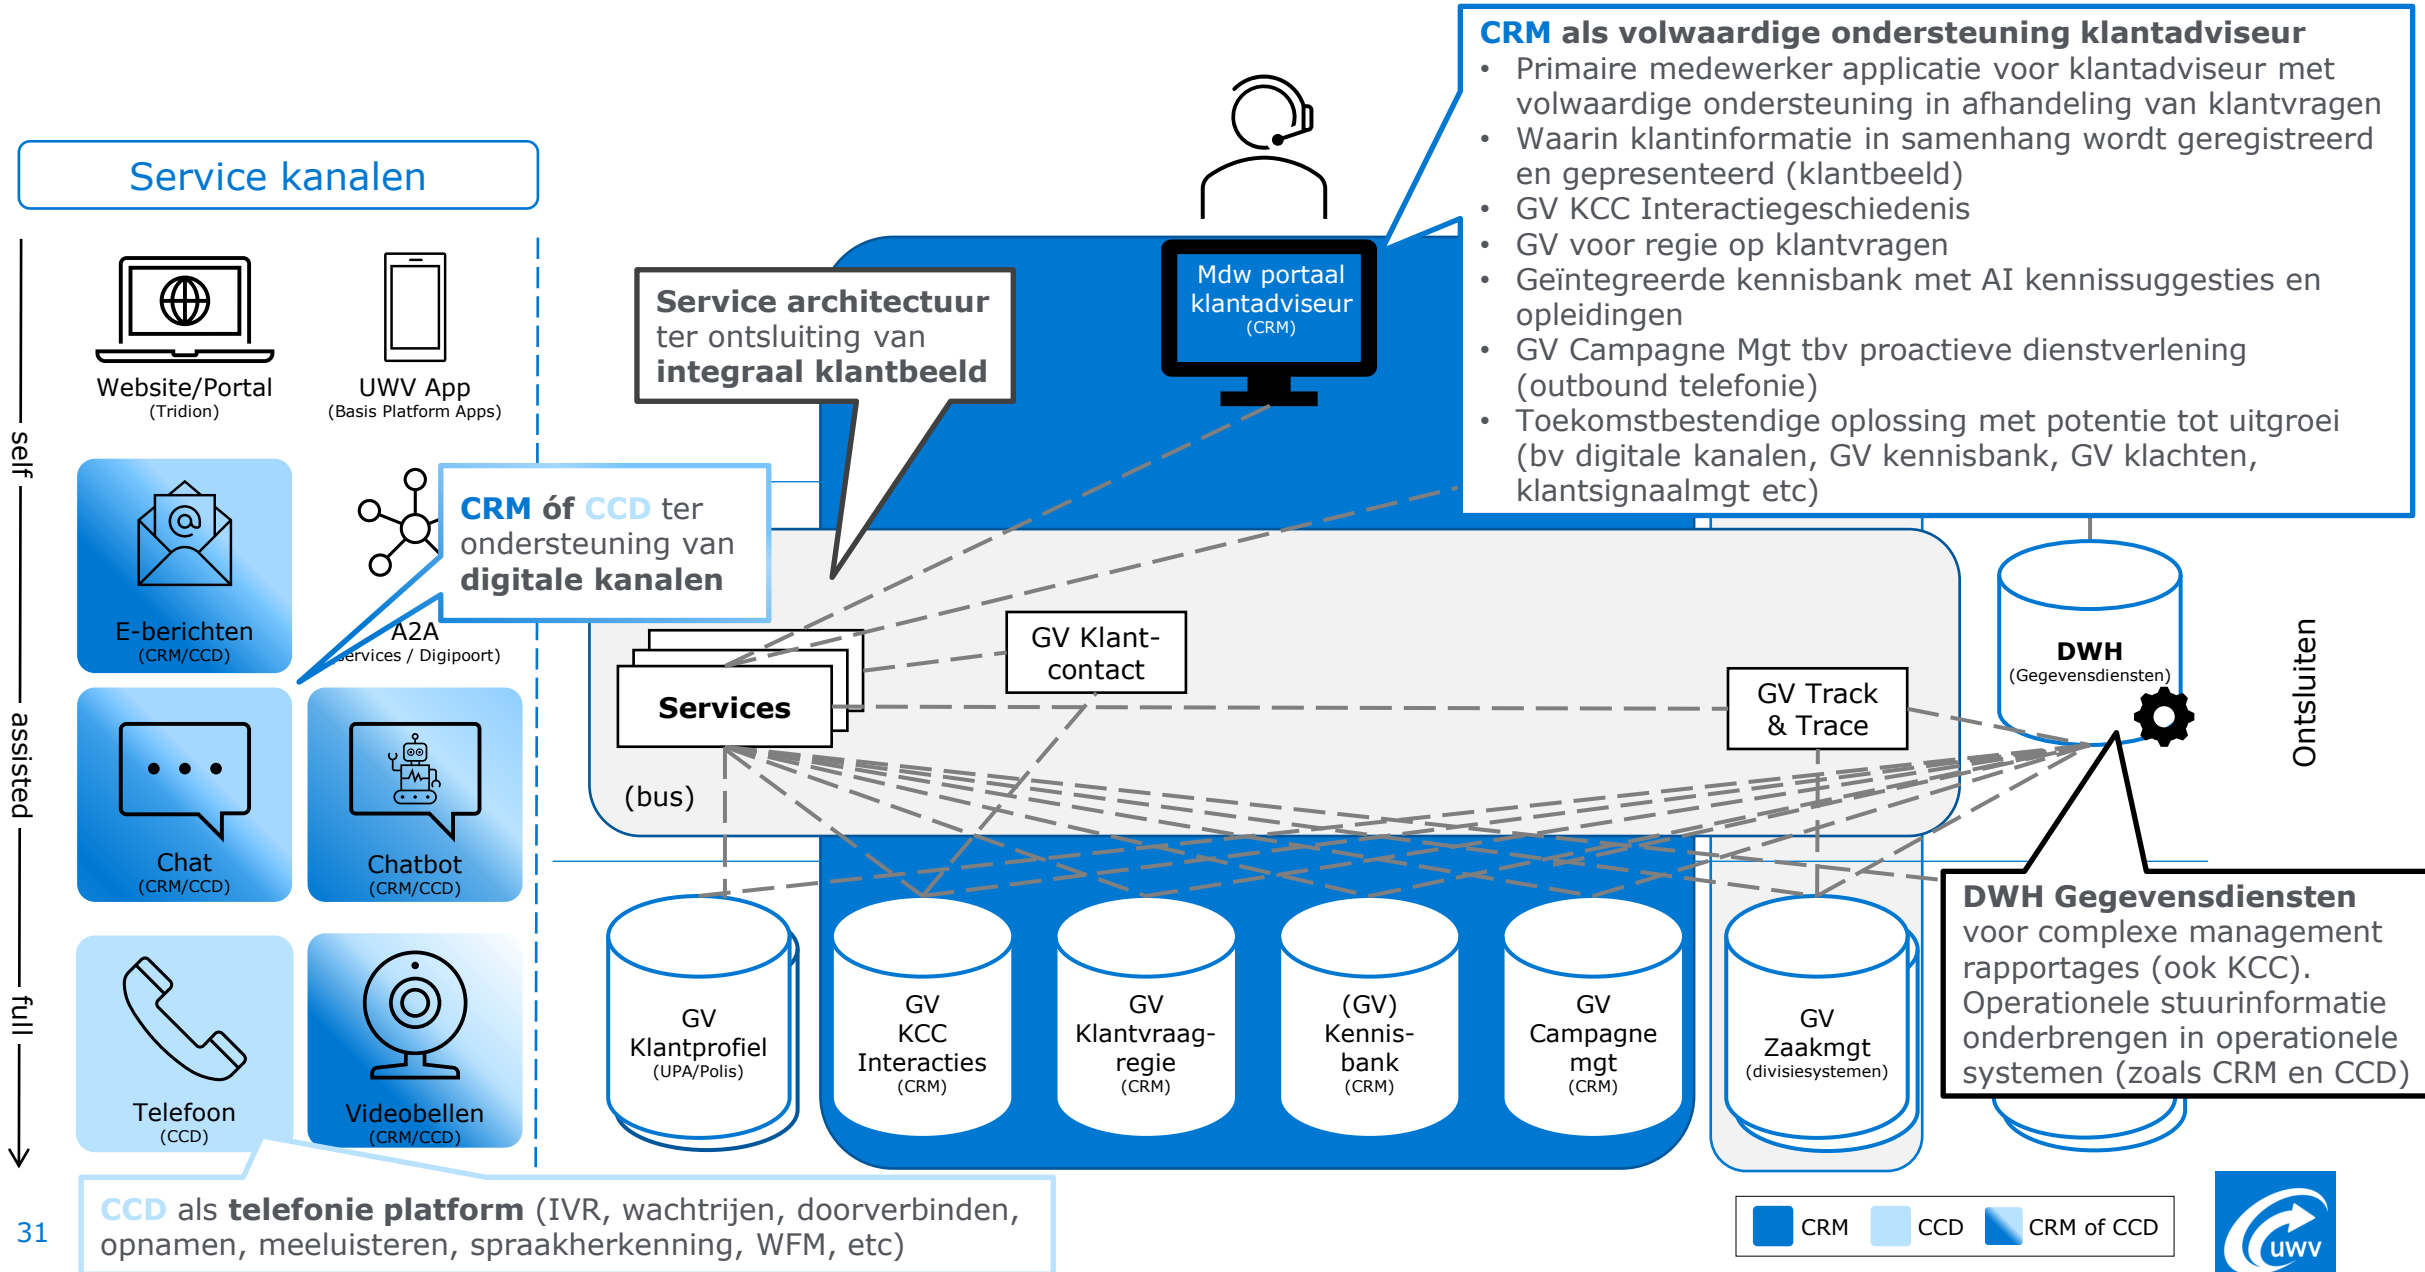 CRM als volwaardige ondersteuning klantadviseur
• Primaire medewerker applicatie voor klantadviseur met
volwaardige ondersteuning in afhandeling van klantvragen
• Waarin klantinformatie in samenhang wordt geregistreerd
en gepresenteerd (klantbeeld)
• GV KCC Interactiegeschiedenis
• GV voor regie op klantvragen
• Geïntegreerde kennisbank met AI kennissuggesties en
opleidingen
• GV Campagne Mgt tbv proactieve dienstverlening
(outbound telefonie)
• Toekomstbestendige oplossing met potentie tot uitgroei
(bv digitale kanalen, GV kennisbank, GV klachten,
klantsignaalmgt etc)
Service kanalen
self
assisted
full
Website/Portal
(Tridion)
UWV App
(Basis Platform Apps)
E-berichten
(CRM/CCD)
A2A
services / Digipoort)
Chat
(CRM/CCD)
Chatbot
(CRM/CCD)
Telefoon
(CCD)
Videobellen
(CRM/CCD)
Service architectuur
ter ontsluiting van
integraal klantbeeld
Mdw portaal
klantadviseur
(CRM)
CRM óf CCD ter
ondersteuning van
digitale kanalen
Services
(bus)
GV Klant-
contact
GV Track
& Trace
DWH
(Gegevensdiensten)
Ontsluiten
GV
Klantprofiel
(UPA/Polis)
GV
KCC
Interacties
(CRM)
GV
Klantvraag-
regie
(CRM)
(GV)
Kennis-
bank
(CRM)
GV
Campagne
mgt
(CRM)
GV
Zaakmgt
(divisiesystemen)
DWH Gegevensdiensten
voor complexe management
rapportages (ook KCC).
Operationele stuurinformatie
onderbrengen in operationele
systemen (zoals CRM en CCD)
CCD als telefonie platform (IVR, wachtrijen, doorverbinden,
opnamen, meeluisteren, spraakherkenning, WFM, etc)
31
CRM
CCD
CRM of CCD
UWV